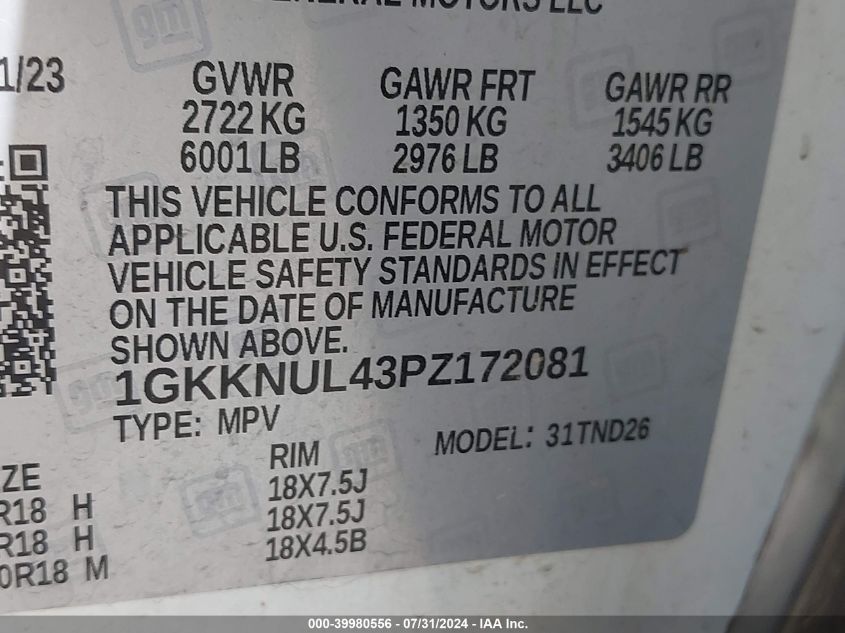 GENERAL MOTORS LLC
1/23 GVWR GAWR FRT GAWR RR
2722 KG 1350 KG 1545 KG
6001 LB 2976 LB 3406 LB
THIS VEHICLE CONFORMS TO ALL
APPLICABLE U.S. FEDERAL MOTOR
VEHICLE SAFETY STANDARDS IN EFFECT
ON THE DATE OF MANUFACTURE
SHOWN ABOVE.
1GKKNUL43PZ172081
TYPE: MPV MODEL: 31TND26
ZE RIM
R18 H 18X7.5J
R18 H 18X7.5J
0R18 M 18X4.5B
000-39980556 - 07/31/2024 - IAA Inc.